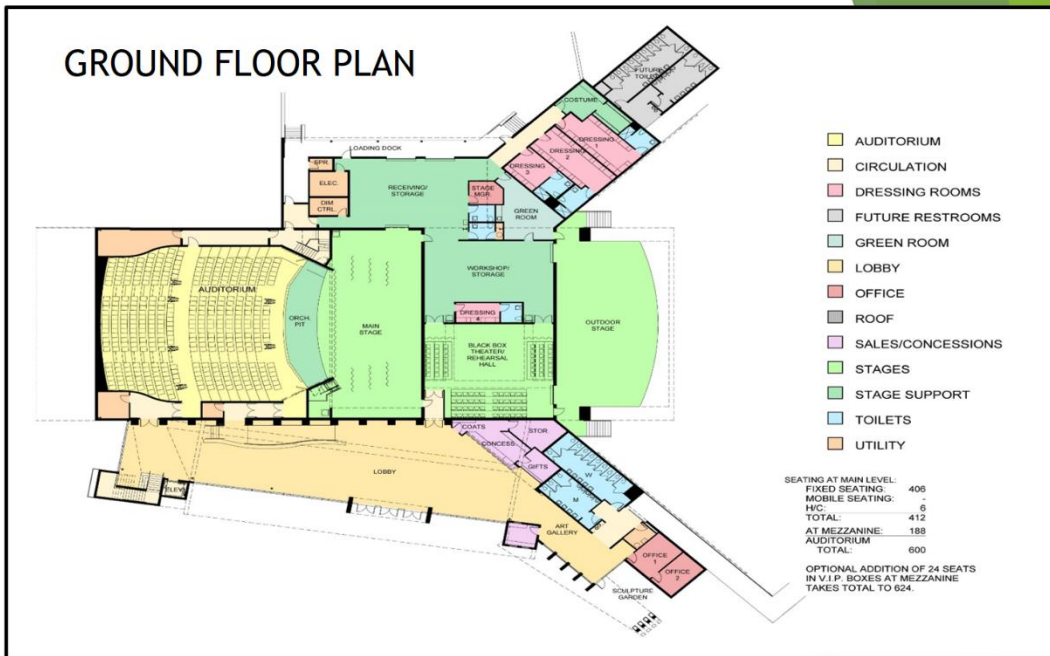 GROUND FLOOR PLAN
FUTURE
TOILETS
COSTUME
DRESSING
1
DRESSING
2
DRESSING
3
LOADING DOCK
SPR.
ELEC.
DIM
CTRL.
RECEIVING/
STORAGE
STAGE
MGR.
GREEN
ROOM
AUDITORIUM
ORCH.
PIT
MAIN
STAGE
WORKSHOP/
STORAGE
DRESSING
4
BLACK BOX
THEATER/
REHEARSAL
HALL
OUTDOOR
STAGE
COATS
STOR
CONCESS
GIFTS
W
M
LOBBY
ELEV
ART
GALLERY
OFFICE
1
OFFICE
2
SCULPTURE
GARDEN
AUDITORIUM
CIRCULATION
DRESSING ROOMS
FUTURE RESTROOMS
GREEN ROOM
LOBBY
OFFICE
ROOF
SALES/CONCESSIONS
STAGES
STAGE SUPPORT
TOILETS
UTILITY
SEATING AT MAIN LEVEL:
FIXED SEATING: 406
MOBILE SEATING: -
H/C: 6
TOTAL: 412
AT MEZZANINE: 188
AUDITORIUM
TOTAL: 600
OPTIONAL ADDITION OF 24 SEATS
IN V.I.P. BOXES AT MEZZANINE
TAKES TOTAL TO 624.